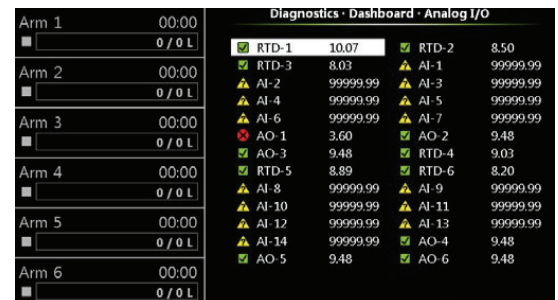 Arm 1 00:00
0 / 0 L
Arm 2 00:00
0 / 0 L
Arm 3 00:00
0 / 0 L
Arm 4 00:00
0 / 0 L
Arm 5 00:00
0 / 0 L
Arm 6 00:00
0 / 0 L
Diagnostics · Dashboard · Analog I/O
RTD-1 10.07 RTD-2 8.50
RTD-3 8.03 AI-1 99999.99
AI-2 99999.99 AI-3 99999.99
AI-4 99999.99 AI-5 99999.99
AI-6 99999.99 AI-7 99999.99
AO-1 3.60 AO-2 9.48
AO-3 9.48 RTD-4 9.03
RTD-5 8.89 RTD-6 8.20
AI-8 99999.99 AI-9 99999.99
AI-10 99999.99 AI-11 99999.99
AI-12 99999.99 AI-13 99999.99
AI-14 99999.99 AO-4 9.48
AO-5 9.48 AO-6 9.48